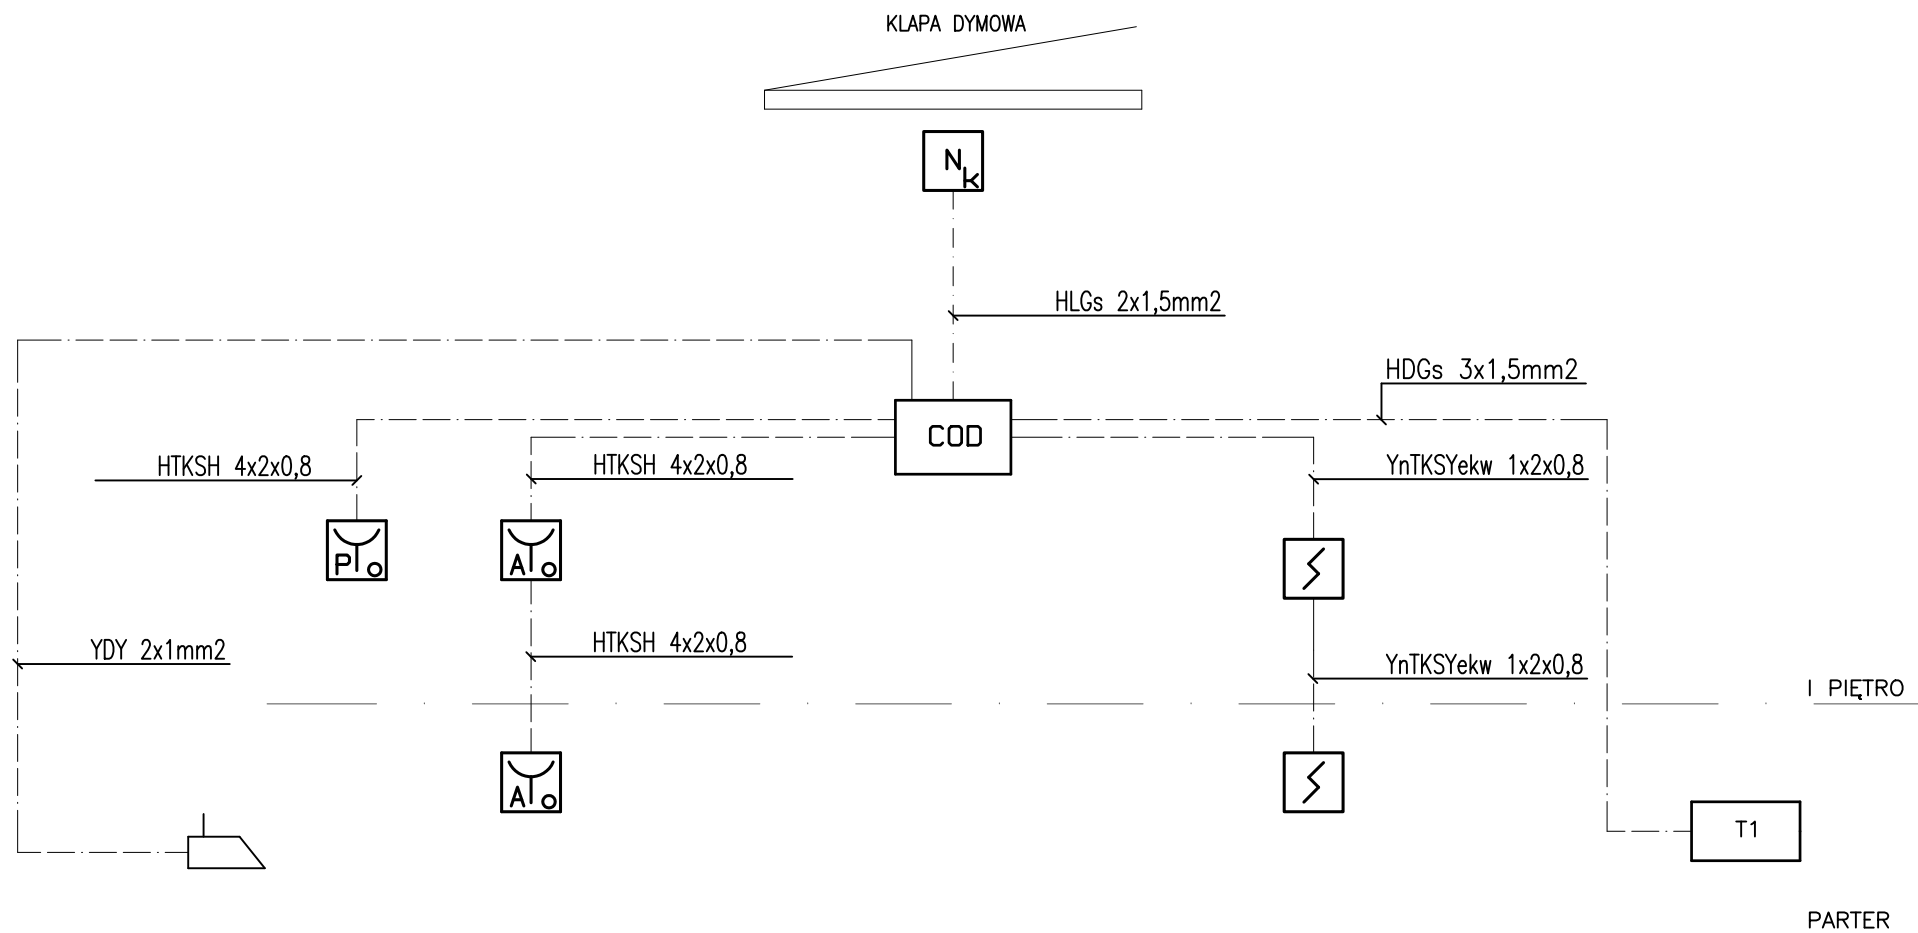 KLAPA DYMOWA
N
k
HLGs 2x1,5mm2
HDGs 3x1,5mm2
COD
HTKSH 4x2x0,8
HTKSH 4x2x0,8
YnTKSYekw 1x2x0,8
P
A
HTKSH 4x2x0,8
YDY 2x1mm2
YnTKSYekw 1x2x0,8
I PIĘTRO
A
T1
PARTER